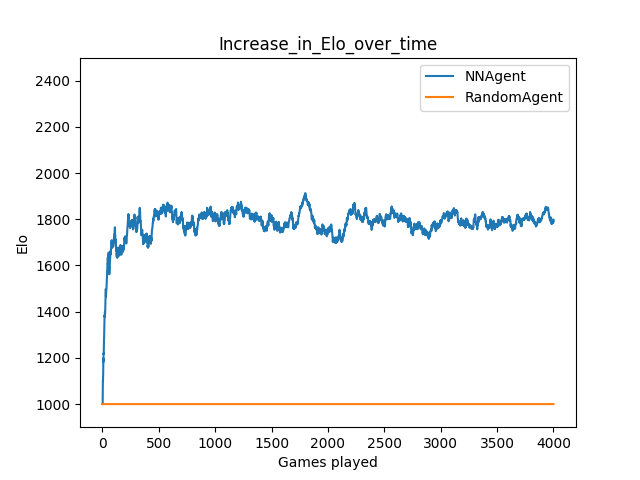 Increase_in_Elo_over_time
NNAgent
RandomAgent
2400
2200
2000
1800
1600
1400
1200
1000
Elo
0 500 1000 1500 2000 2500 3000 3500 4000
Games played